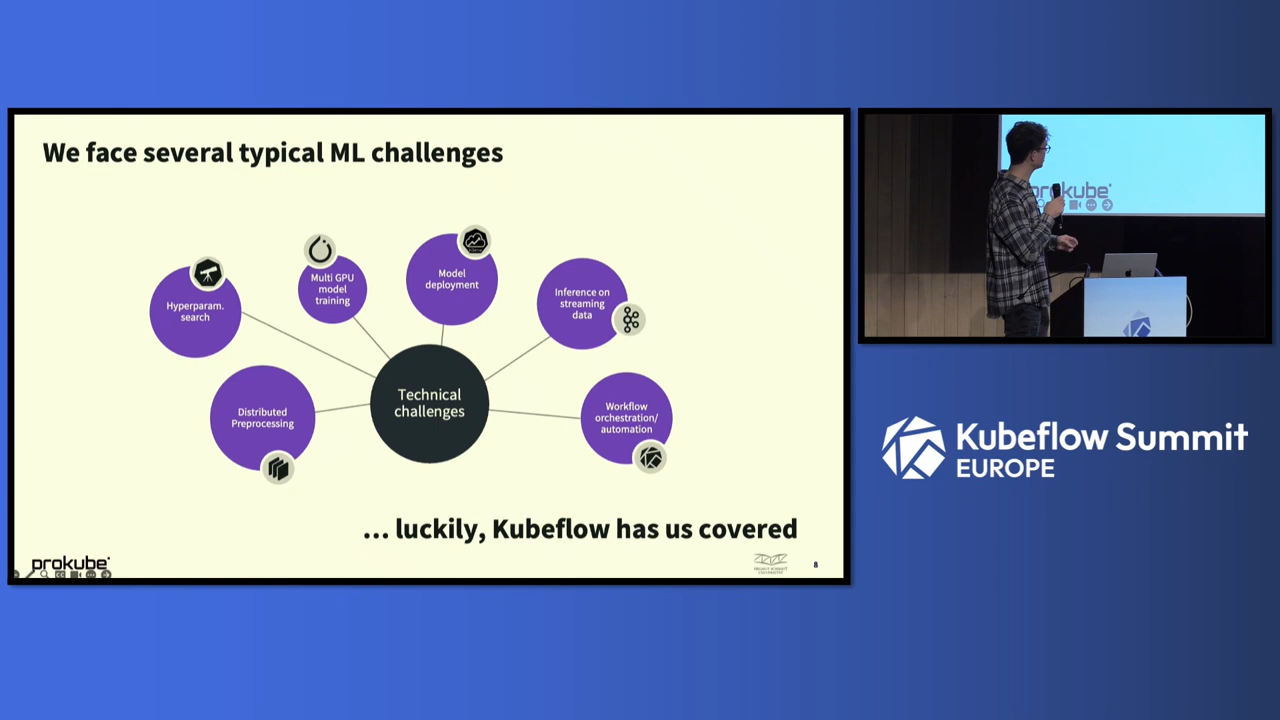 We face several typical ML challenges
Hyperparam.
search
Multi GPU
model
training
Model
deployment
Inference on
streaming
data
Distributed
Preprocessing
Technical
challenges
Workflow
orchestration/
automation
... luckily, Kubeflow has us covered
prokube
8
prokube
Kubeflow Summit
EUROPE